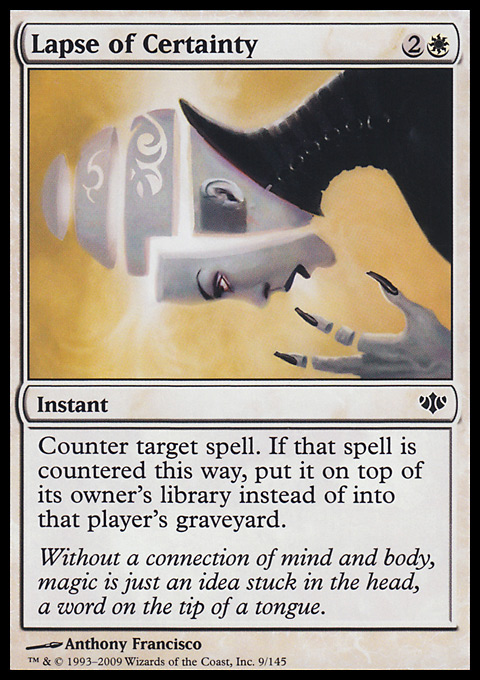 Lapse of Certainty 2
Instant
Counter target spell. If that spell is
countered this way, put it on top of
its owner's library instead of into
that player's graveyard.
Without a connection of mind and body,
magic is just an idea stuck in the head,
a word on the tip of a tongue.
Anthony Francisco
™ & © 1993–2009 Wizards of the Coast, Inc. 9/145